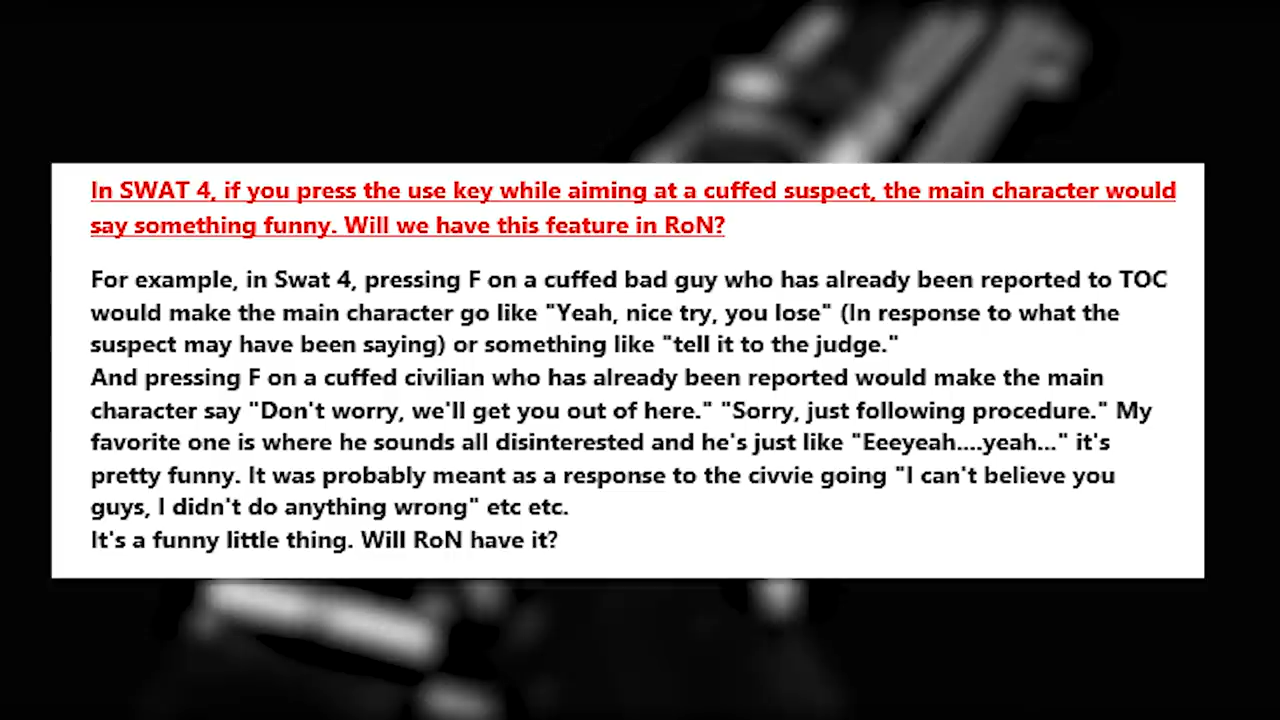 In SWAT 4, if you press the use key while aiming at a cuffed suspect, the main character would
say something funny. Will we have this feature in RoN?
For example, in Swat 4, pressing F on a cuffed bad guy who has already been reported to TOC
would make the main character go like "Yeah, nice try, you lose" (In response to what the
suspect may have been saying) or something like "tell it to the judge."
And pressing F on a cuffed civilian who has already been reported would make the main
character say "Don't worry, we'll get you out of here." "Sorry, just following procedure." My
favorite one is where he sounds all disinterested and he's just like "Eeeyeah....yeah..." it's
pretty funny. It was probably meant as a response to the civvie going "I can't believe you
guys, I didn't do anything wrong" etc etc.
It's a funny little thing. Will RoN have it?